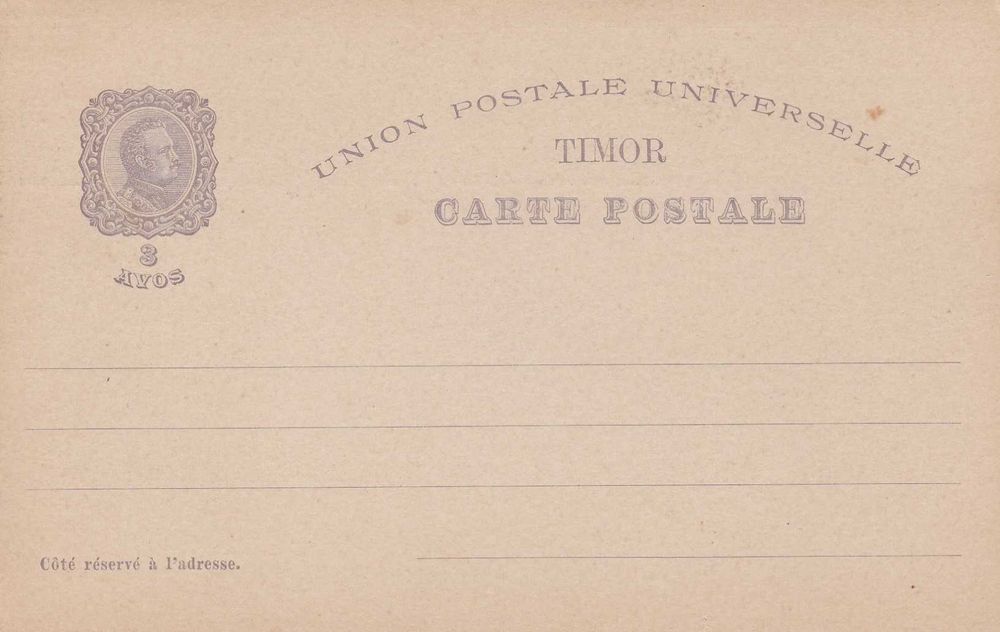 UNION POSTALE UNIVERSELLE
TIMOR
CARTE POSTALE
3
AVOS
Côté réservé à l'adresse.